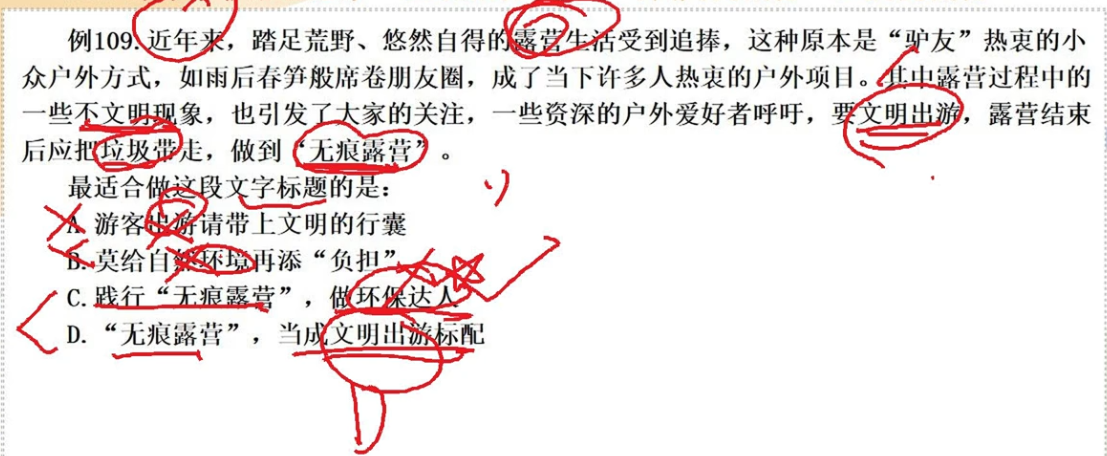 例109.近年来，踏足荒野、悠然自得的露营生活受到追捧，这种原本是“驴友”热衷的小
众户外方式，如雨后春笋般席卷朋友圈，成了当下许多人热衷的户外项目。其中露营过程中的
一些不文明现象，也引发了大家的关注，一些资深的户外爱好者呼吁，要文明出游，露营结束
后应把垃圾带走，做到“无痕露营”。
最适合做这段文字标题的是：
A.游客出游请带上文明的行囊
B.莫给自然环境再添“负担”
C.践行“无痕露营”，做环保达人
D.“无痕露营”，当成文明出游标配